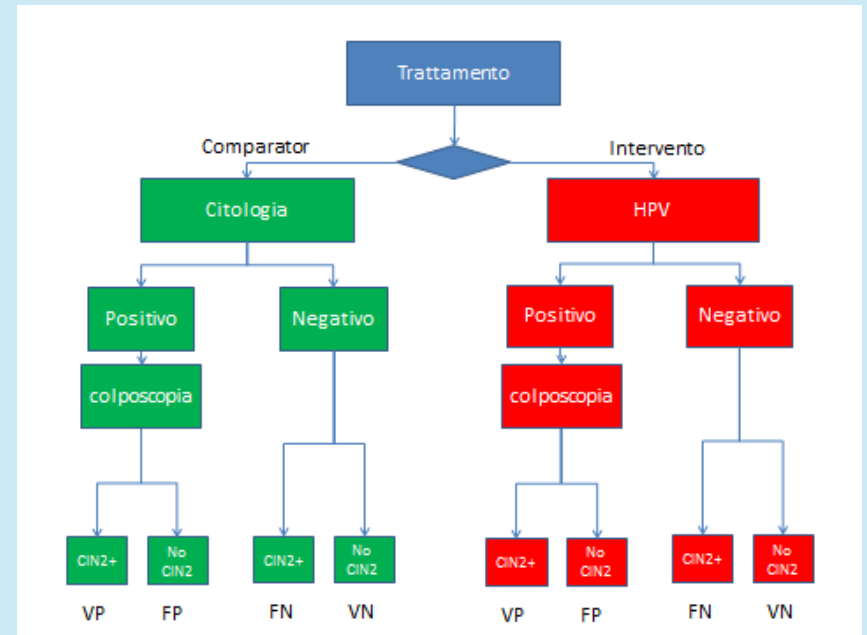 Trattamento
Comparator
Intervento
Citologia
HPV
Positivo
Negativo
Positivo
Negativo
colposcopia
colposcopia
CIN2+
No
CIN2
CIN2+
No
CIN2
CIN2+
No
CIN2
CIN2+
No
CIN2
VP
FP
FN
VN
VP
FP
FN
VN